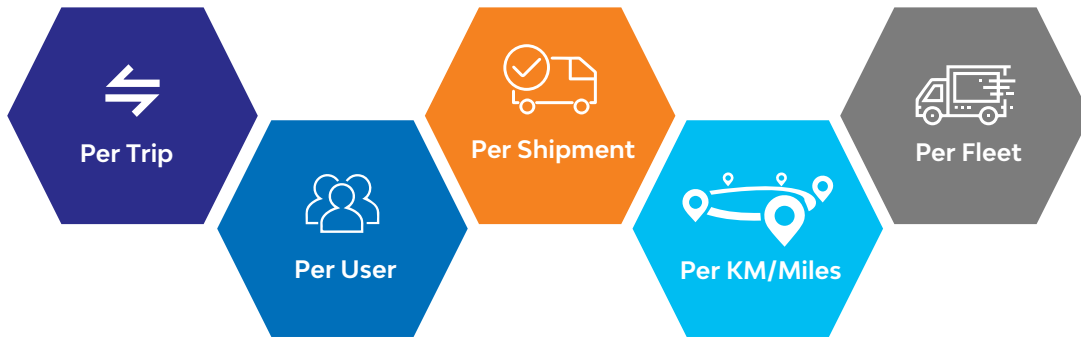 Per Trip
Per User
Per Shipment
Per KM/Miles
Per Fleet